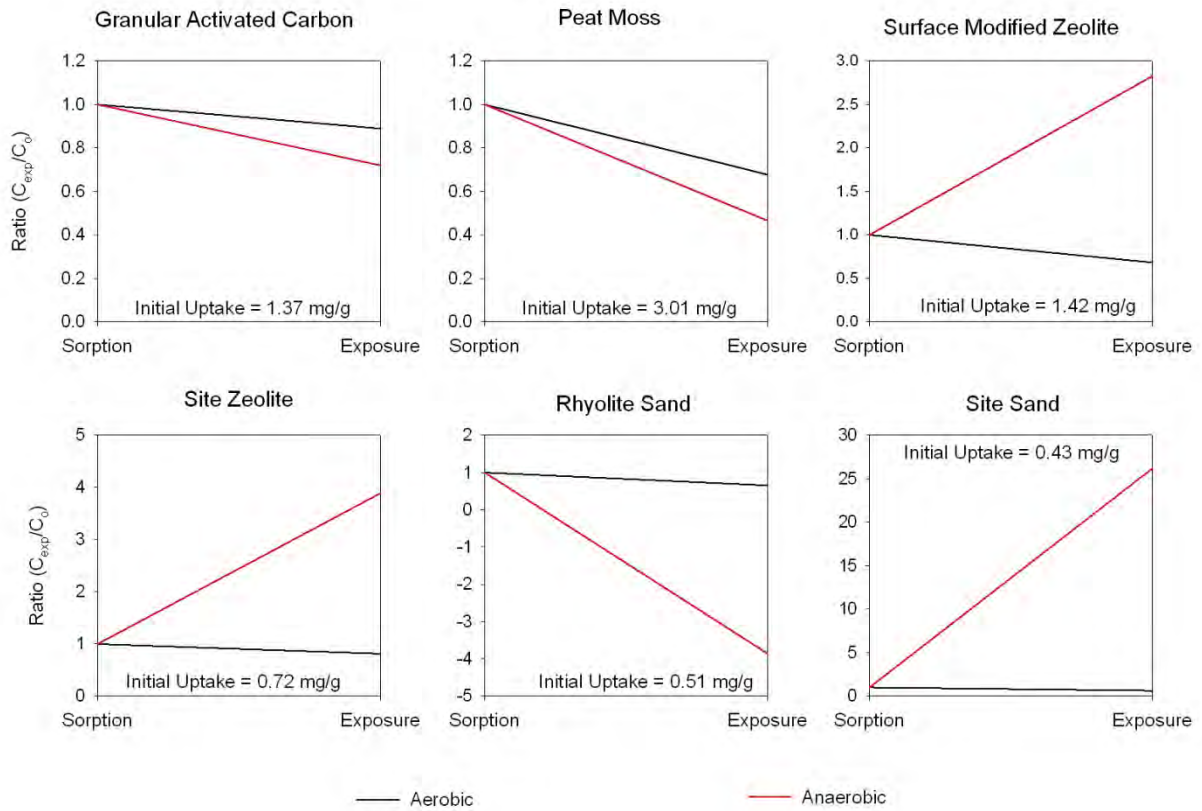 Granular Activated Carbon
Peat Moss
Surface Modified Zeolite
Ratio (Cexp/Co)
1.2
1.0
0.8
0.6
0.4
0.2
0.0
Initial Uptake = 1.37 mg/g
Sorption
Exposure
1.2
1.0
0.8
0.6
0.4
0.2
0.0
Initial Uptake = 3.01 mg/g
Sorption
Exposure
3.0
2.5
2.0
1.5
1.0
0.5
0.0
Initial Uptake = 1.42 mg/g
Sorption
Exposure
Site Zeolite
Rhyolite Sand
Site Sand
Ratio (Cexp/Co)
5
4
3
2
1
0
Initial Uptake = 0.72 mg/g
Sorption
Exposure
2
1
0
-1
-2
-3
-4
-5
Initial Uptake = 0.51 mg/g
Sorption
Exposure
30
25
20
15
10
5
0
Initial Uptake = 0.43 mg/g
Sorption
Exposure
Aerobic
Anaerobic